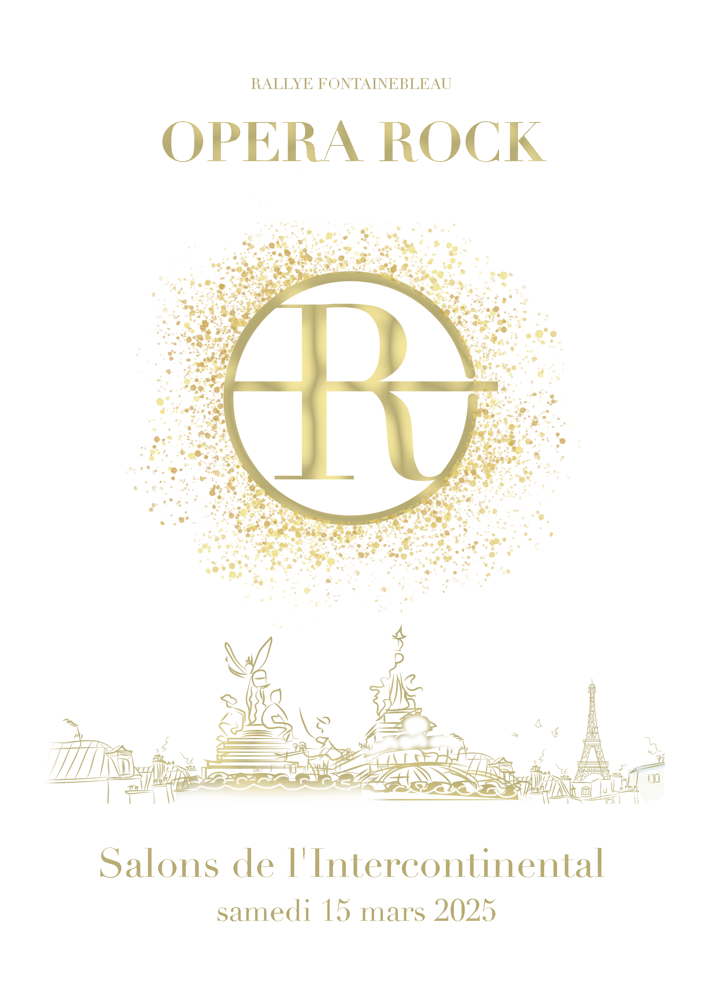 RALLYE FONTAINEBLEAU
OPERA ROCK
R
Salons de l'Intercontinental
samedi 15 mars 2025